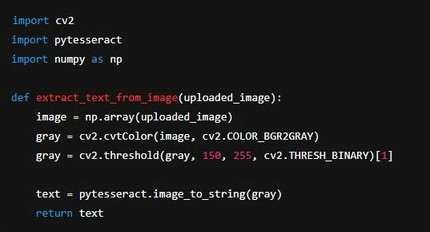 import cv2
import pytesseract
import numpy as np
def extract_text_from_image(uploaded_image):
image = np.array(uploaded_image)
gray = cv2.cvtColor(image, cv2.COLOR_BGR2GRAY)
gray = cv2.threshold(gray, 150, 255, cv2.THRESH_BINARY)[1]
text = pytesseract.image_to_string(gray)
return text